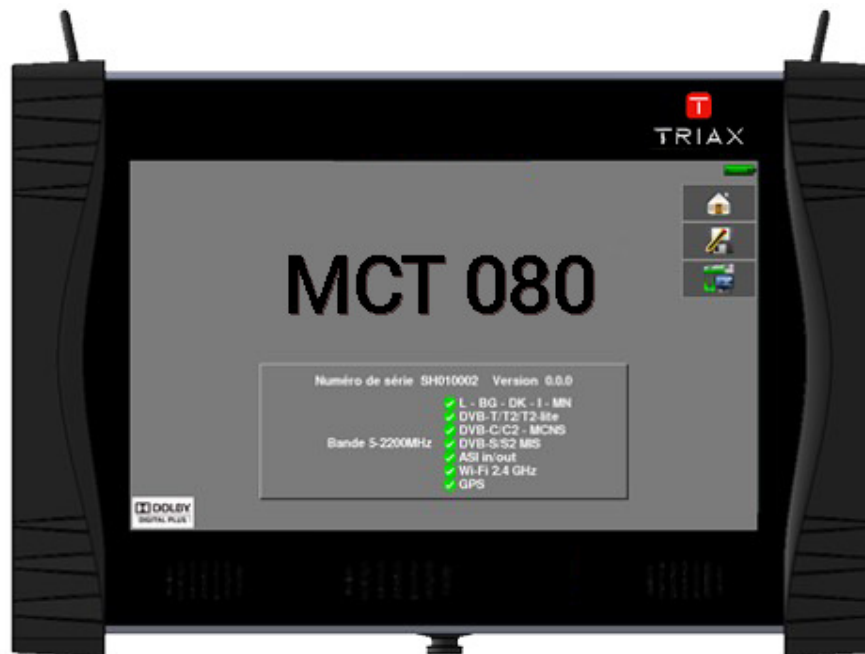 T
TRIAX
MCT 080
Numéro de série SH010002 Version 0.0.0
L - BG - DK - I - MN
DVB-T/T2/T2-lite
DVB-C/C2 - MCNS
Bande 5-2200MHz DVB-S/S2 MIS
ASI in/out
Wi-Fi 2.4 GHz
GPS
DOLBY
DIGITAL PLUS